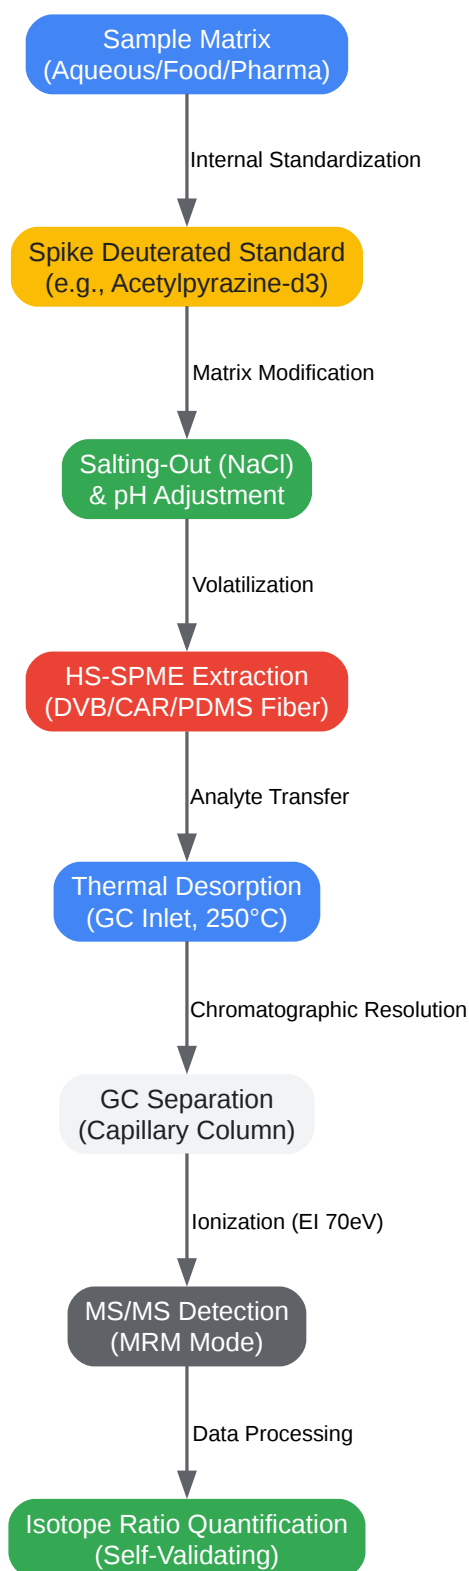 Sample Matrix
(Aqueous/Food/Pharma)
Internal Standardization
Spike Deuterated Standard
(e.g., Acetylpyrazine-d3)
Matrix Modification
Salting-Out (NaCl)
& pH Adjustment
Volatilization
HS-SPME Extraction
(DVB/CAR/PDMS Fiber)
Analyte Transfer
Thermal Desorption
(GC Inlet, 250°C)
Chromatographic Resolution
GC Separation
(Capillary Column)
Ionization (EI 70eV)
MS/MS Detection
(MRM Mode)
Data Processing
Isotope Ratio Quantification
(Self-Validating)